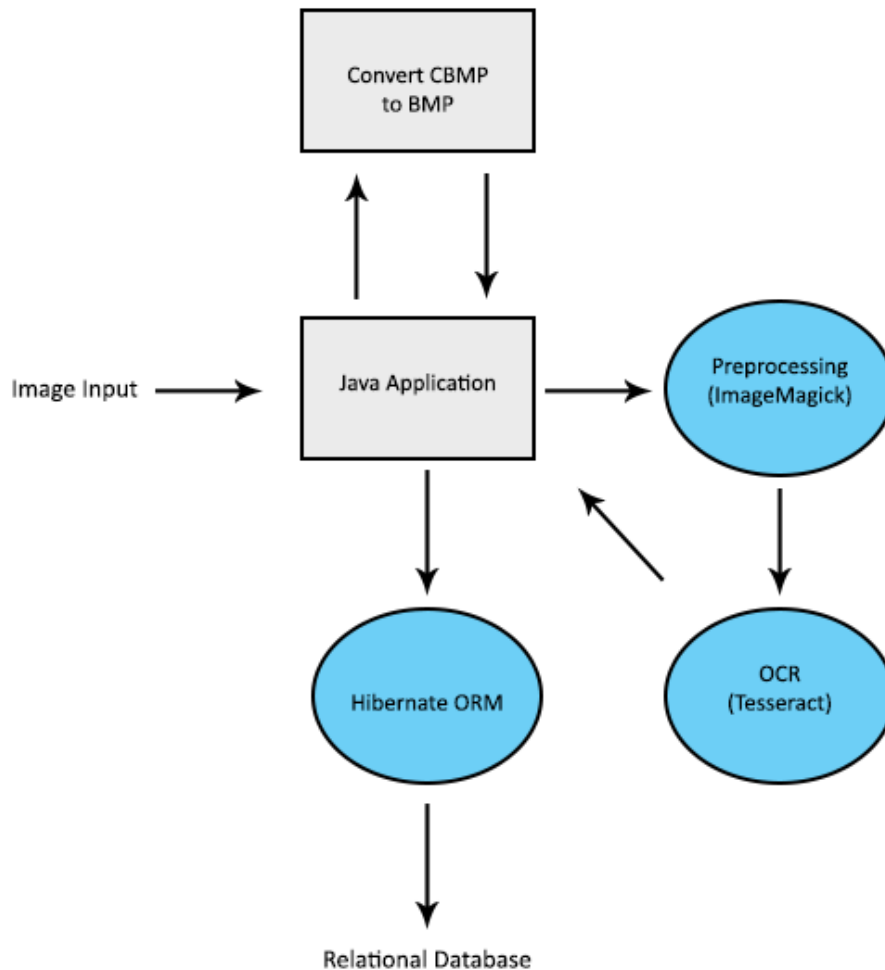 Convert CBMP
to BMP
Image Input
Java Application
Preprocessing
(ImageMagick)
Hibernate ORM
OCR
(Tesseract)
Relational Database